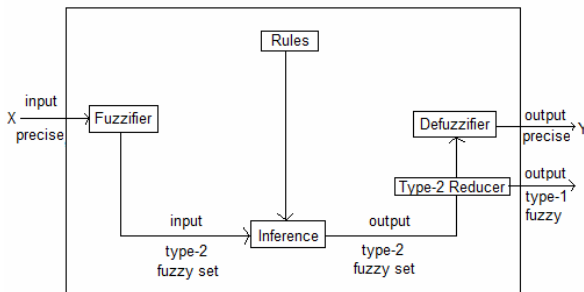 Rules
input
X
precise
Fuzzifier
Defuzzifier
output
precise
Y
Type-2 Reducer
output
type-1
fuzzy
input
type-2
fuzzy set
Inference
output
type-2
fuzzy set